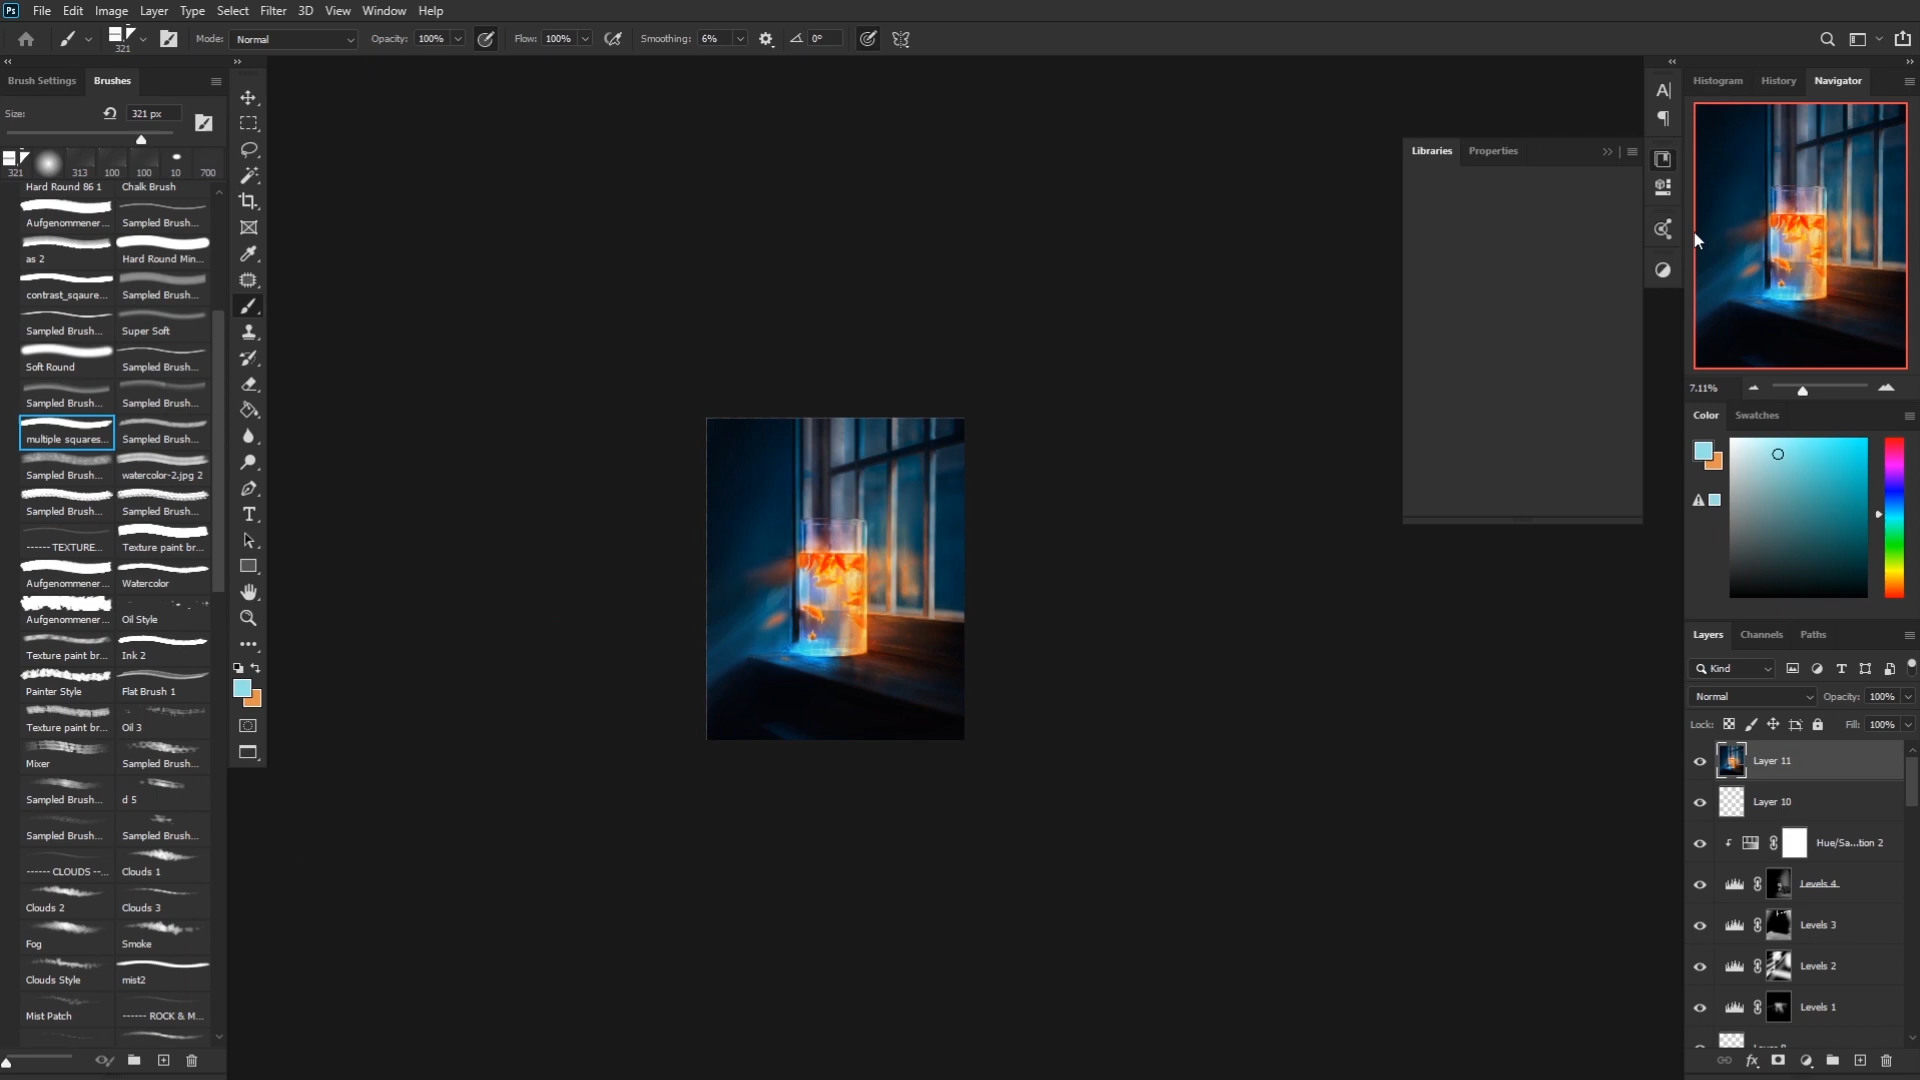 Ps File Edit Image Layer Type Select Filter 3D View Window Help
321 Mode: Normal Opacity: 100% Flow: 100% Smoothing: 6% 0°
Brush Settings Brushes
Size: 321 px
321 313 100 100 10 700
Hard Round 86 1 Chalk Brush
Aufgenommener... Sampled Brush...
as 2 Hard Round Min...
contrast_sqaure... Sampled Brush...
Sampled Brush... Super Soft
Soft Round Sampled Brush...
Sampled Brush... Sampled Brush...
multiple squares... Sampled Brush...
Sampled Brush... watercolor-2.jpg 2
Sampled Brush... Sampled Brush...
------ TEXTURE... Texture paint br...
Aufgenommener... Watercolor
Aufgenommener... Oil Style
Texture paint br... Ink 2
Painter Style Flat Brush 1
Texture paint br... Oil 3
Mixer Sampled Brush...
Sampled Brush... d 5
Sampled Brush... Sampled Brush...
------ CLOUDS --... Clouds 1
Clouds 2 Clouds 3
Fog Smoke
Clouds Style mist2
Mist Patch ------ ROCK & M...
Libraries Properties
Histogram History Navigator
7.11%
Color Swatches
Layers Channels Paths
Kind
Normal Opacity: 100%
Lock: Fill: 100%
Layer 11
Layer 10
Hue/Sa...tion 2
Levels 4
Levels 3
Levels 2
Levels 1